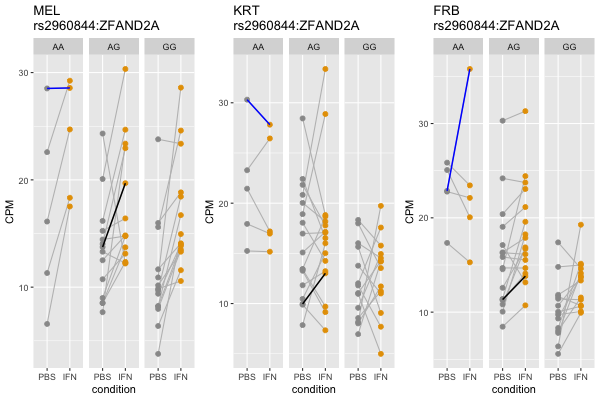 MEL
rs2960844:ZFAND2A
AA AG GG
30
20
10
CPM
PBS IFN PBS IFN PBS IFN
condition
KRT
rs2960844:ZFAND2A
AA AG GG
30
20
10
CPM
PBS IFN PBS IFN PBS IFN
condition
FRB
rs2960844:ZFAND2A
AA AG GG
30
20
10
CPM
PBS IFN PBS IFN PBS IFN
condition